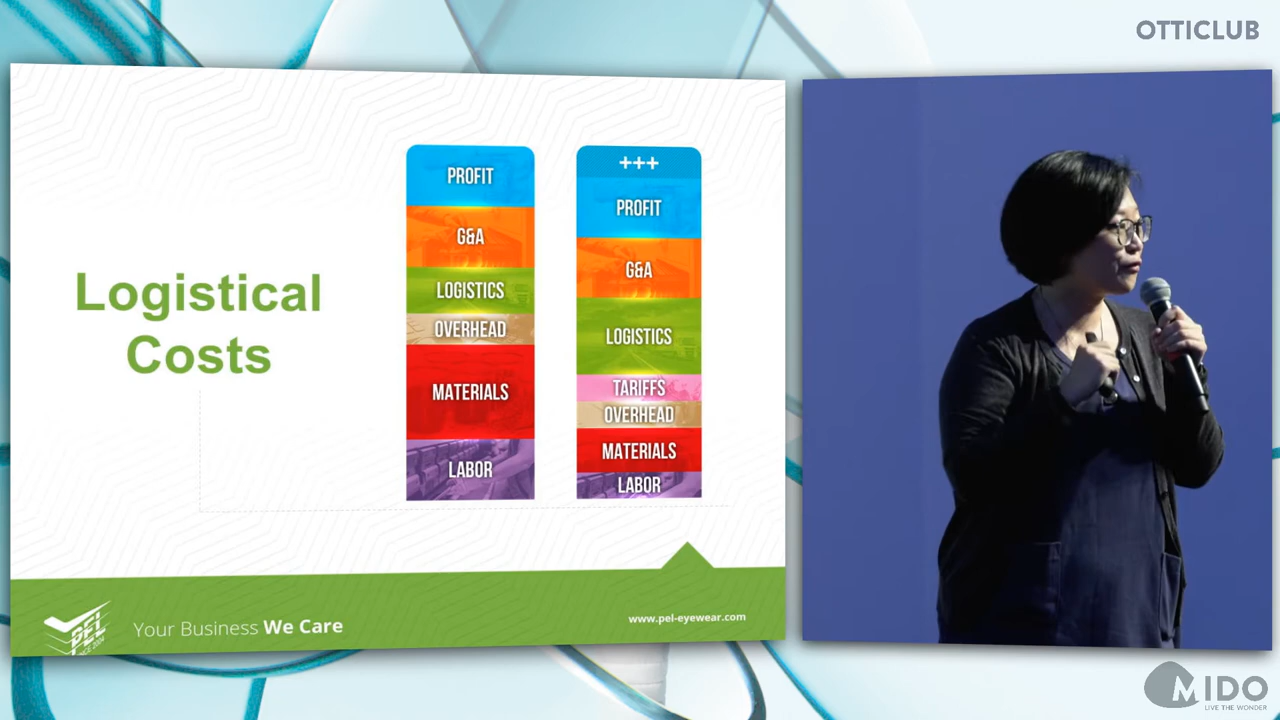 OTTICLUB
Logistical
Costs
PROFIT
G&A
LOGISTICS
OVERHEAD
MATERIALS
LABOR
+++
PROFIT
G&A
LOGISTICS
TARIFFS
OVERHEAD
MATERIALS
LABOR
PEL
Your Business We Care
www.pel-eyewear.com
MIDO
LIVE THE WONDER